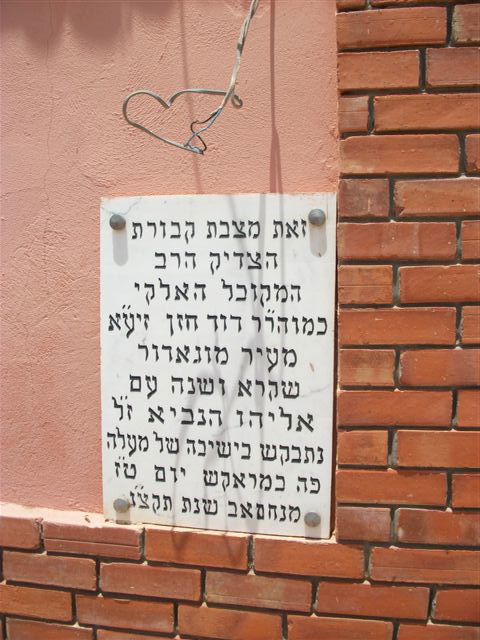 זאת מצבת קבורת
הצדיק הרב
המקובל האלקי
כמוהר״ר דוד חזון זיע״א
מעיר מוגאדור
שקרא ושנה עם
אליהו הנביא ז״ל
נתבקש בישיבה של מעלה
פה במראקש יום ט״ז
מנחם אב שנת תקצ״ז